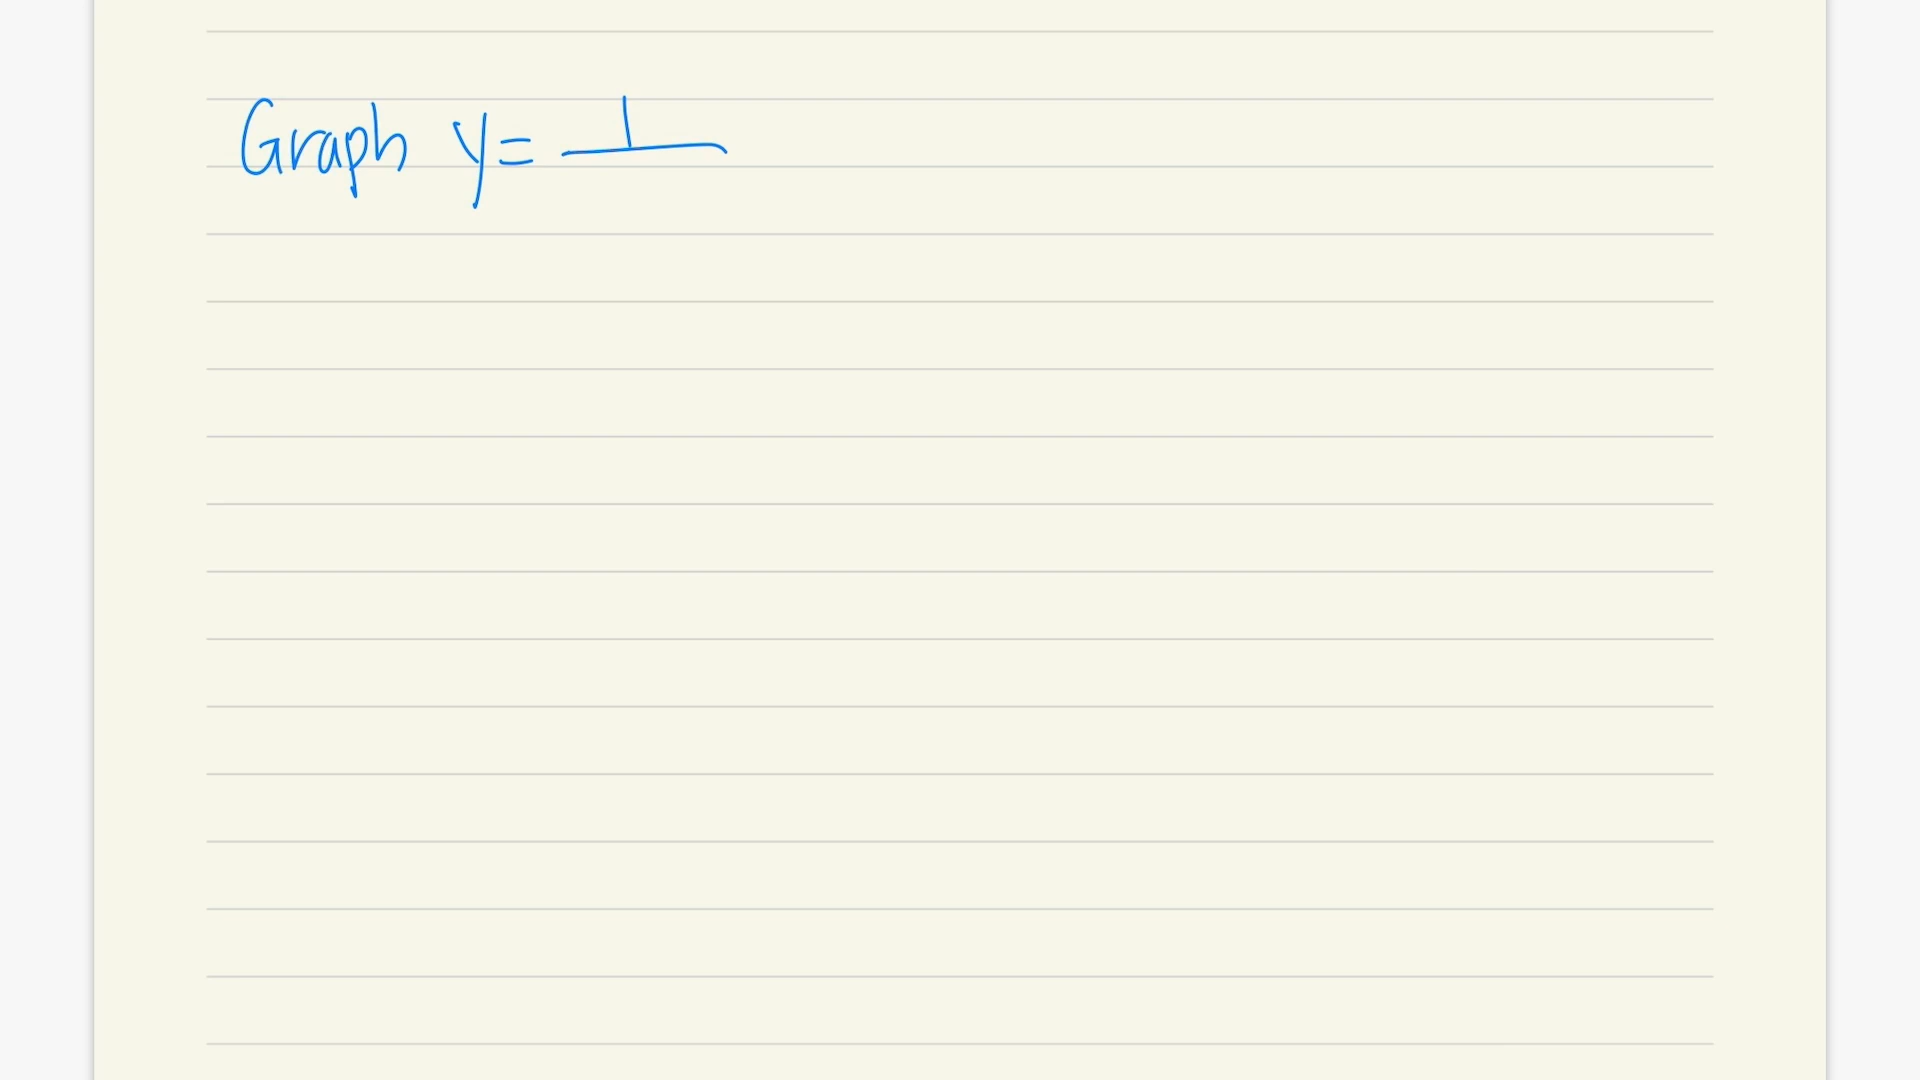 Graph y = 1/